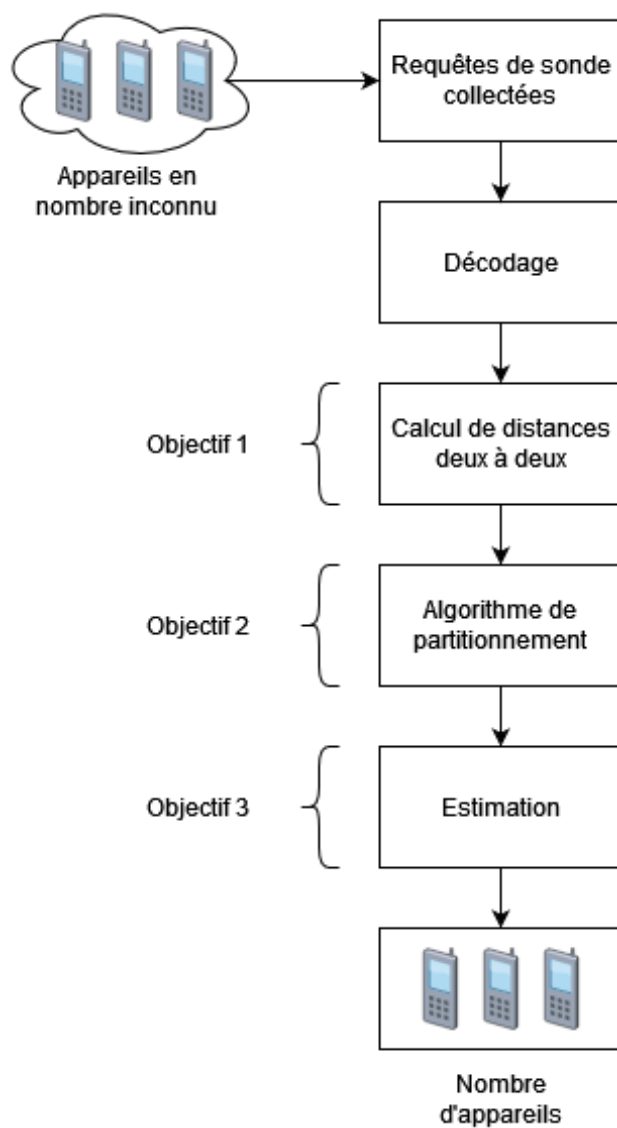 Requêtes de sonde
collectées
Appareils en
nombre inconnu
Décodage
Objectif 1
Calcul de distances
deux à deux
Objectif 2
Algorithme de
partitionnement
Objectif 3
Estimation
Nombre
d'appareils